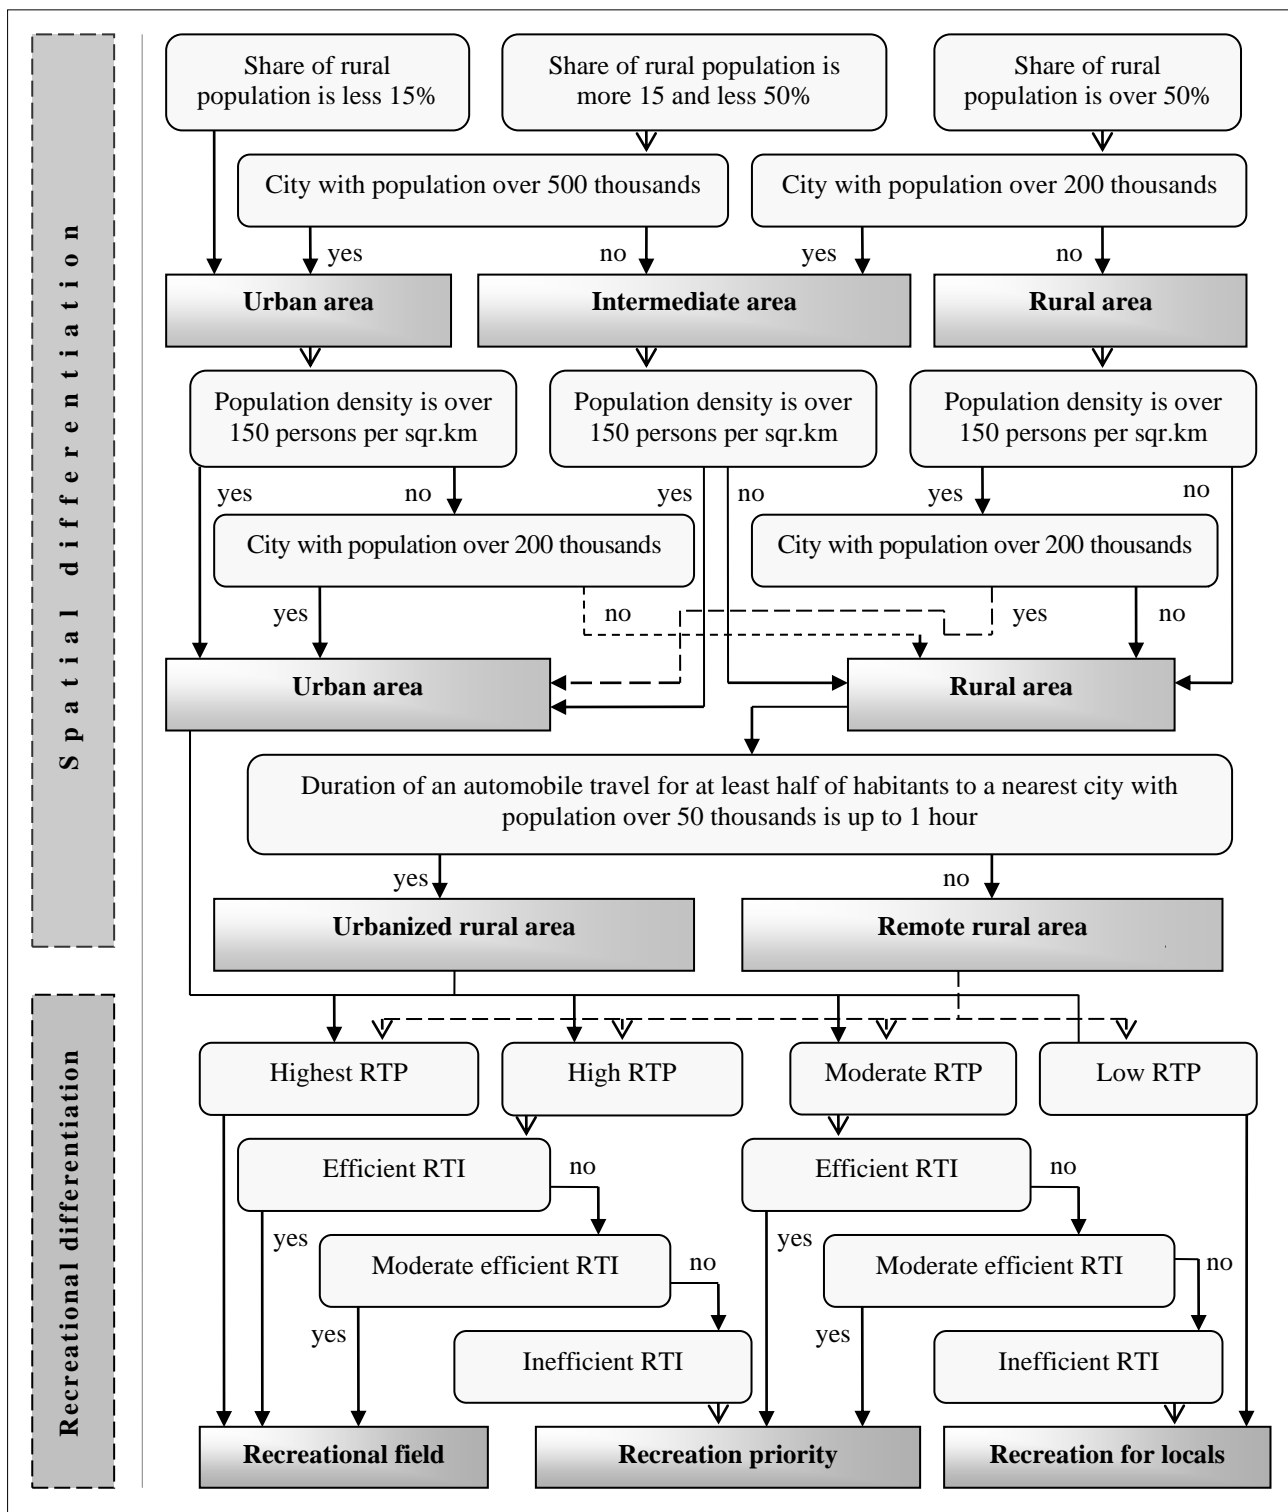 Spatial differentiation
Share of rural
population is less 15%
Share of rural population is
more 15 and less 50%
Share of rural
population is over 50%
City with population over 500 thousands
City with population over 200 thousands
yes
no
yes
no
Urban area
Intermediate area
Rural area
Population density is over
150 persons per sqr.km
Population density is over
150 persons per sqr.km
Population density is over
150 persons per sqr.km
yes
no
yes
no
yes
no
City with population over 200 thousands
City with population over 200 thousands
yes
no
yes
no
Urban area
Rural area
Duration of an automobile travel for at least half of habitants to a nearest city with
population over 50 thousands is up to 1 hour
yes
no
Urbanized rural area
Remote rural area
Recreational differentiation
Highest RTP
High RTP
Moderate RTP
Low RTP
Efficient RTI
no
Efficient RTI
no
yes
yes
Moderate efficient RTI
no
Moderate efficient RTI
no
yes
yes
Inefficient RTI
Inefficient RTI
Recreational field
Recreation priority
Recreation for locals